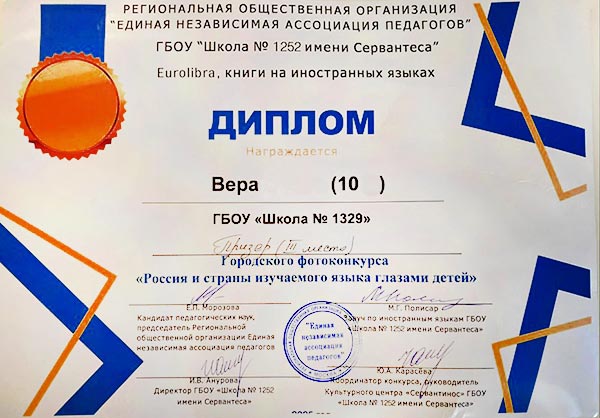 РЕГИОНАЛЬНАЯ ОБЩЕСТВЕННАЯ ОРГАНИЗАЦИЯ
"ЕДИНАЯ НЕЗАВИСИМАЯ АССОЦИАЦИЯ ПЕДАГОГОВ"
ГБОУ "Школа № 1252 имени Сервантеса"
Eurolibra, книги на иностранных языках
ДИПЛОМ
Награждается
Вера (10 )
ГБОУ «Школа № 1329»
Призер (III место)
Городского фотоконкурса
«Россия и страны изучаемого языка глазами детей»
Е.П. Морозова
Кандидат педагогических наук,
председатель Региональной
общественной организации Единая
независимая ассоциация педагогов
М.Г. Полисар
Завуч по иностранным языкам ГБОУ
«Школа № 1252 имени Сервантеса»
"Единая
независимая
ассоциация
педагогов"
И.В. Ануров
Директор ГБОУ "Школа № 1252
имени Сервантеса»
Ю.А. Карасёва
Координатор конкурса, руководитель
Культурного центра «Сервантинос» ГБОУ
«Школа № 1252 имени Сервантеса»